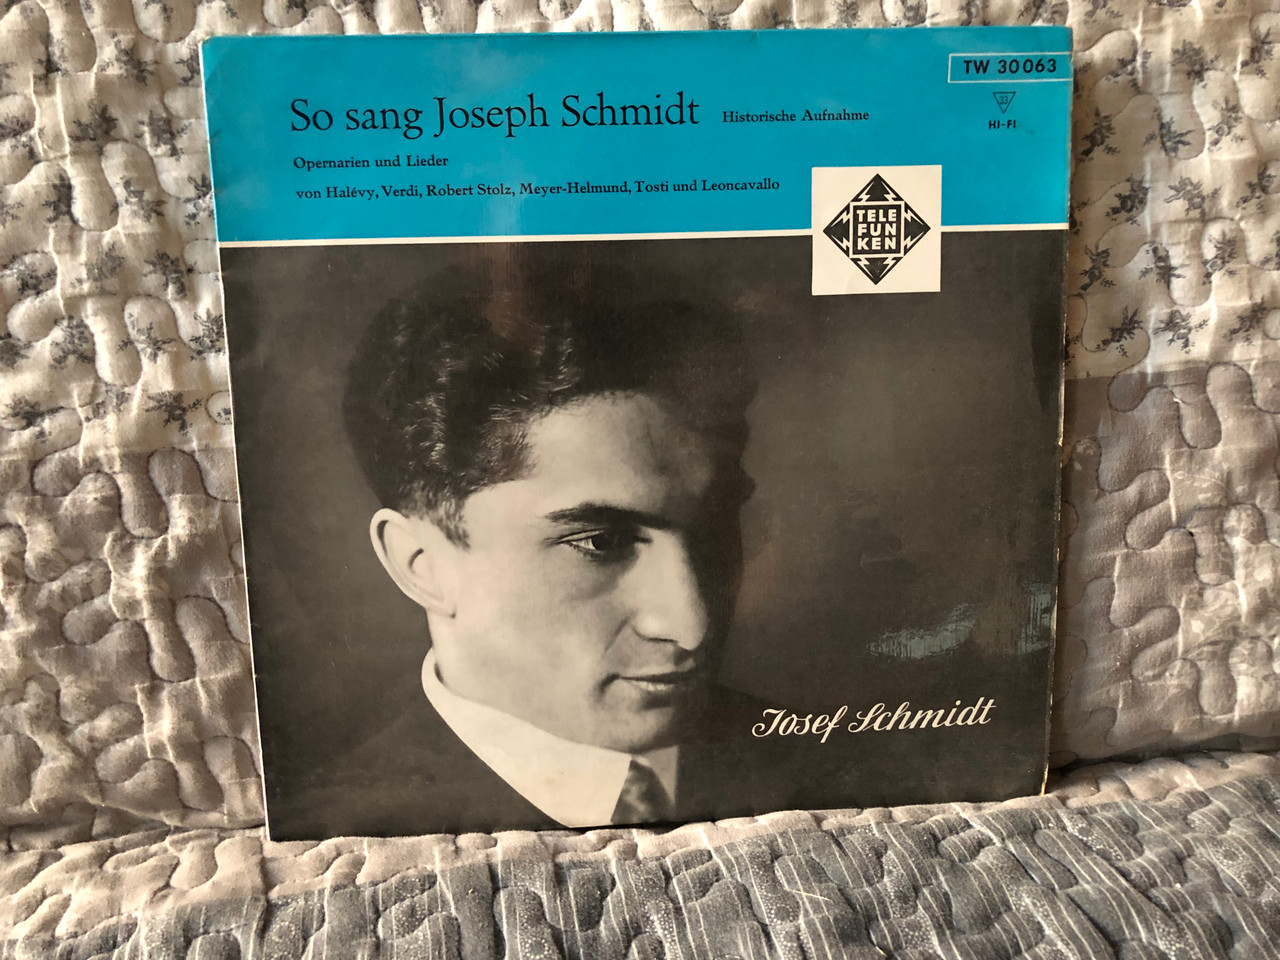 TW 30063
So sang Joseph Schmidt Historische Aufnahme
33
HI-FI
Opernarien und Lieder
von Halévy, Verdi, Robert Stolz, Meyer-Helmund, Tosti und Leoncavallo
TELE
FUN
KEN
Josef Schmidt